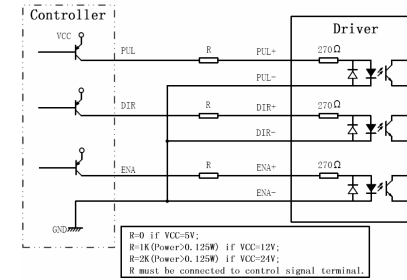 Controller
Driver
VCC
PUL
R
PUL+
270Ω
PUL-
DIR
R
DIR+
270Ω
DIR-
ENA
R
ENA+
270Ω
ENA-
GND
R=0 if VCC=5V;
R=1K(Power>0.125W) if VCC=12V;
R=2K(Power>0.125W) if VCC=24V;
R must be connected to control signal terminal.